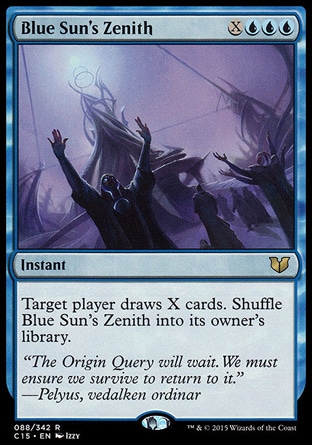 Blue Sun's Zenith X
Instant
Target player draws X cards. Shuffle
Blue Sun's Zenith into its owner's
library.
“The Origin Query will wait. We must
ensure we survive to return to it.”
—Pelyus, vedalken ordinar
088/342 R
C15 • EN Izzy
™ & © 2015 Wizards of the Coast